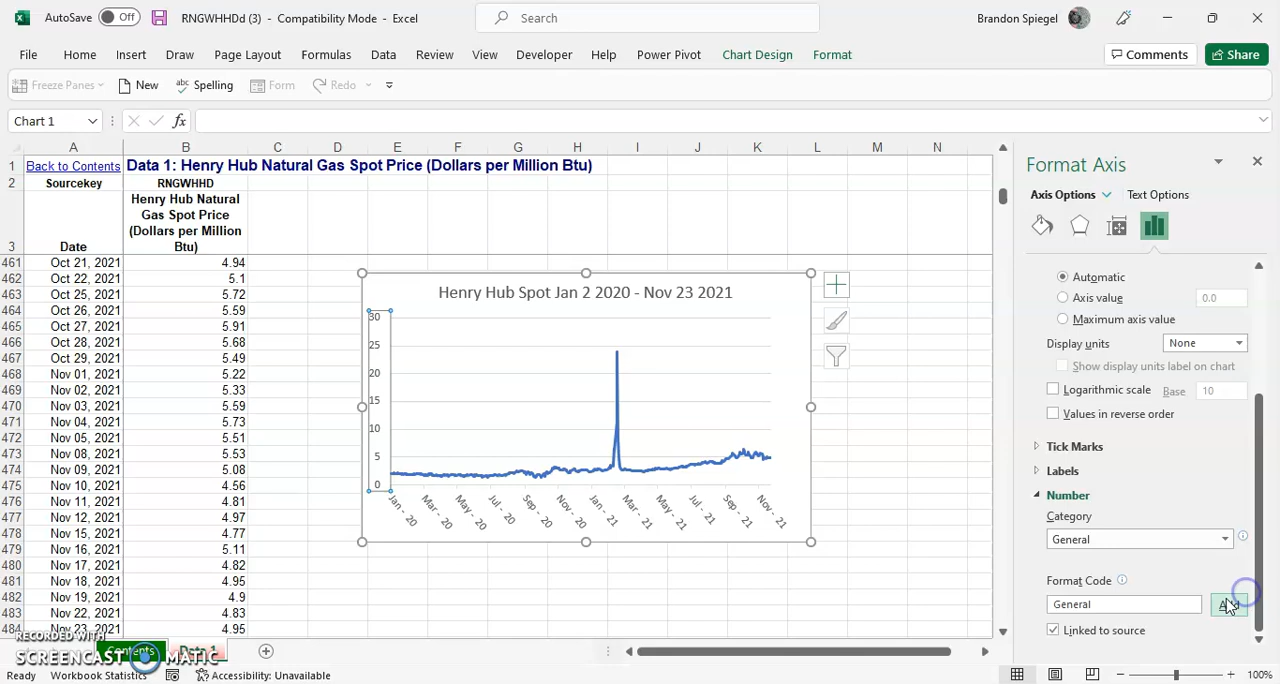 AutoSave Off RNGWHHDd (3) - Compatibility Mode - Excel Search Brandon Spiegel
File Home Insert Draw Page Layout Formulas Data Review View Developer Help Power Pivot Chart Design Format Comments Share
Freeze Panes New Spelling Form Redo
Chart 1 fx
A B C D E F G H I J K L M N
1 Back to Contents Data 1: Henry Hub Natural Gas Spot Price (Dollars per Million Btu)
2 Sourcekey RNGWHHD
Henry Hub Natural
Gas Spot Price
(Dollars per Million
3 Date Btu)
461 Oct 21, 2021 4.94
462 Oct 22, 2021 5.1
463 Oct 25, 2021 5.72
464 Oct 26, 2021 5.59
465 Oct 27, 2021 5.91
466 Oct 28, 2021 5.68
467 Oct 29, 2021 5.49
468 Nov 01, 2021 5.22
469 Nov 02, 2021 5.33
470 Nov 03, 2021 5.59
471 Nov 04, 2021 5.73
472 Nov 05, 2021 5.51
473 Nov 08, 2021 5.53
474 Nov 09, 2021 5.08
475 Nov 10, 2021 4.56
476 Nov 11, 2021 4.81
477 Nov 12, 2021 4.97
478 Nov 15, 2021 4.77
479 Nov 16, 2021 5.11
480 Nov 17, 2021 4.82
481 Nov 18, 2021 4.95
482 Nov 19, 2021 4.9
483 Nov 22, 2021 4.83
484 Nov 23, 2021 4.95
Henry Hub Spot Jan 2 2020 - Nov 23 2021
30
25
20
15
10
5
0
Jan - 20 Mar - 20 May - 20 Jul - 20 Sep - 20 Nov - 20 Jan - 21 Mar - 21 May - 21 Jul - 21 Sep - 21 Nov - 21
Format Axis
Axis Options Text Options
Automatic
Axis value 0.0
Maximum axis value
Display units None
Show display units label on chart
Logarithmic scale Base 10
Values in reverse order
Tick Marks
Labels
Number
Category
General
Format Code
General
Linked to source
RECORDED WITH
SCREENCAST MATIC
Contents
Ready Workbook Statistics Accessibility: Unavailable 100%